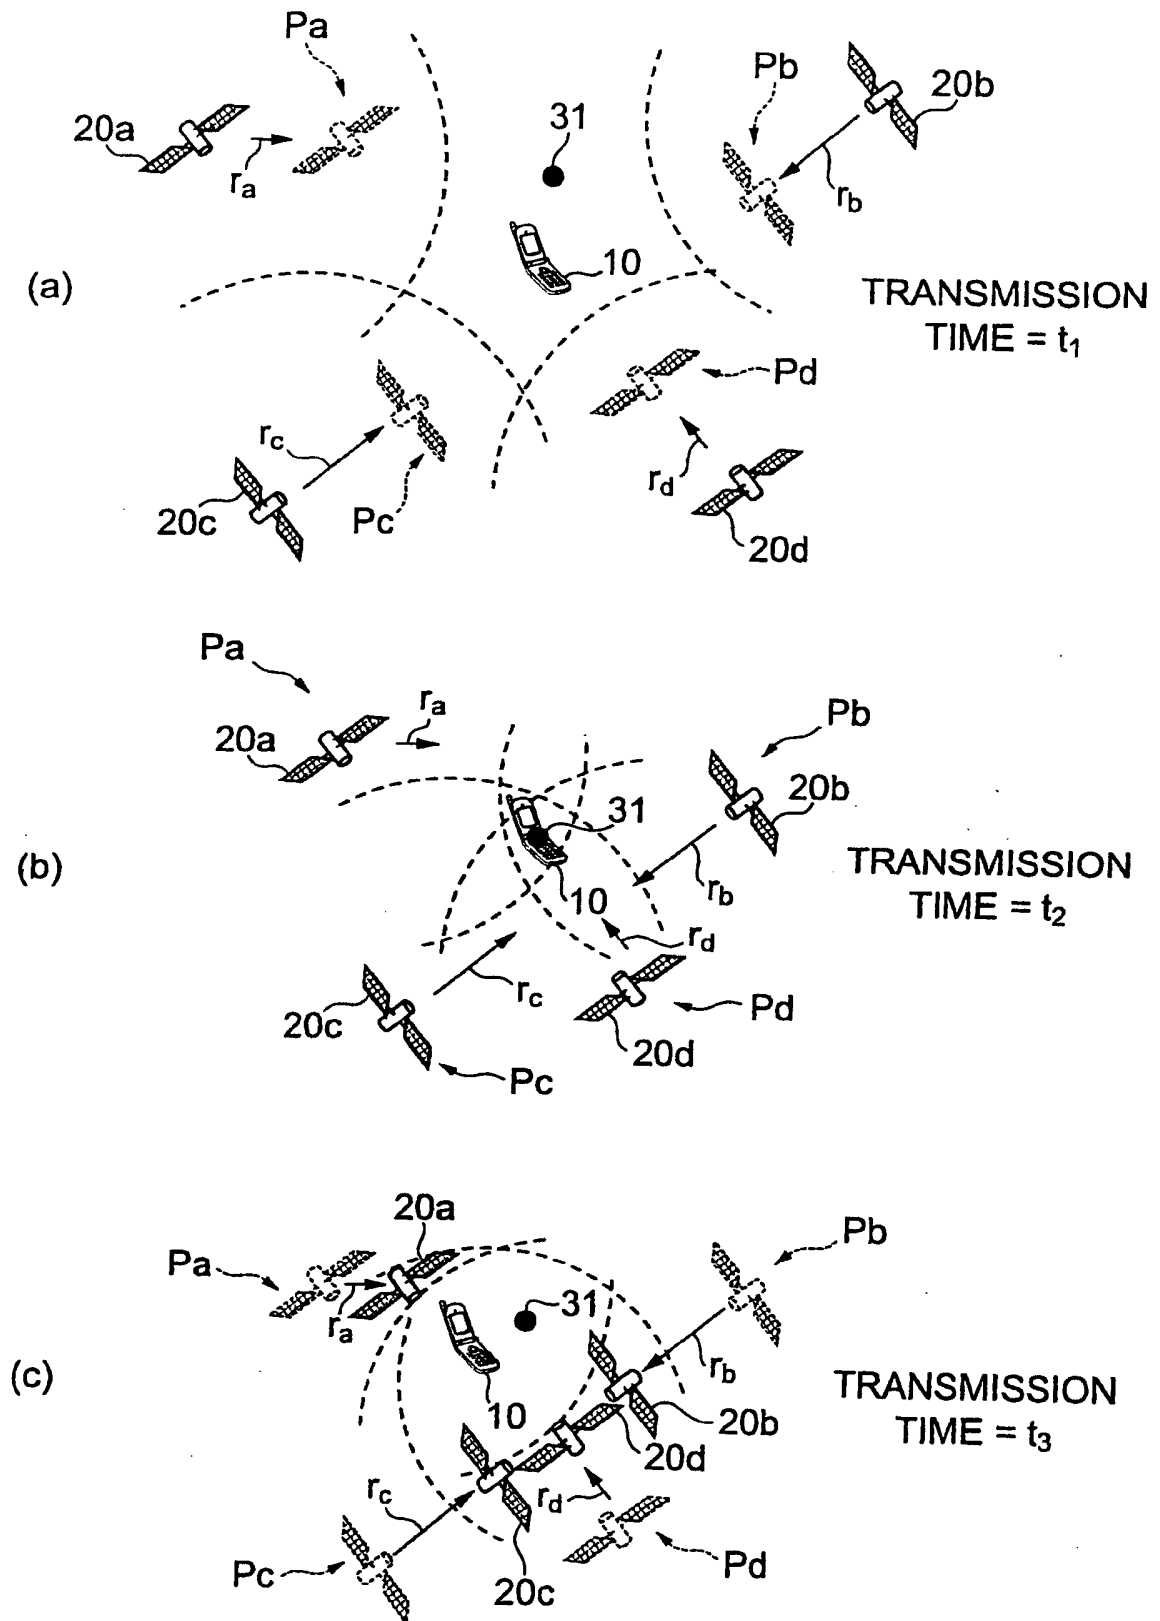 Pa
Pb
20b
20a
31
ra
rb
10
(a)
TRANSMISSION
TIME = t1
Pd
rc
rd
20c
Pc
20d
Pa
ra
Pb
20a
20b
31
(b)
TRANSMISSION
TIME = t2
10
rb
rd
rc
20c
Pd
20d
Pc
20a
Pb
Pa
31
ra
rb
(c)
TRANSMISSION
TIME = t3
10
20b
20d
rc
rd
Pc
20c
Pd